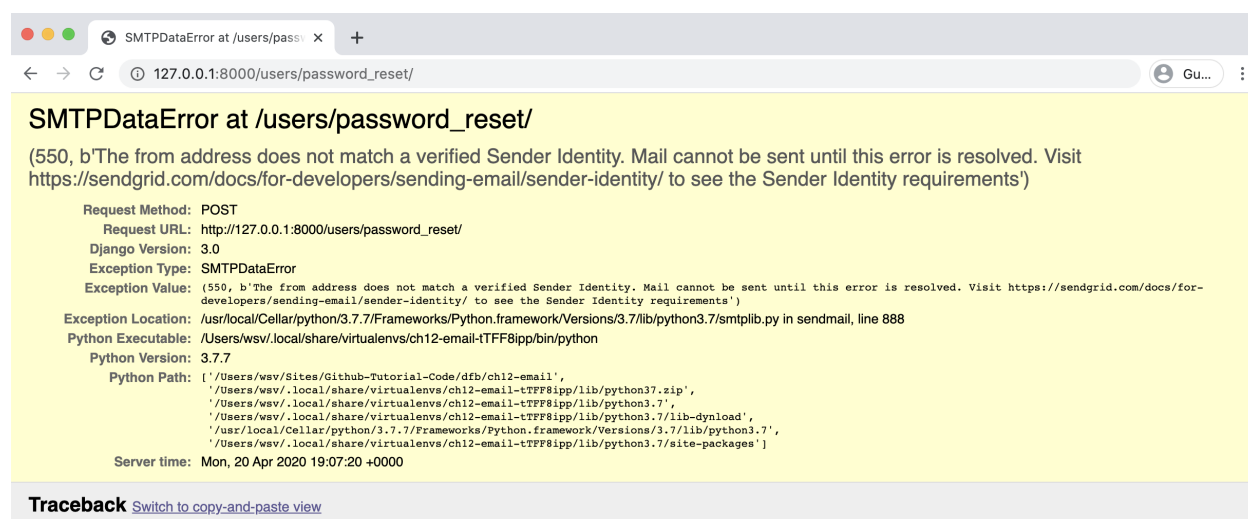 SMTPDataError at /users/passw
127.0.0.1:8000/users/password_reset/
Gu...
SMTPDataError at /users/password_reset/
(550, b'The from address does not match a verified Sender Identity. Mail cannot be sent until this error is resolved. Visit
https://sendgrid.com/docs/for-developers/sending-email/sender-identity/ to see the Sender Identity requirements')
Request Method: POST
Request URL: http://127.0.0.1:8000/users/password_reset/
Django Version: 3.0
Exception Type: SMTPDataError
Exception Value: (550, b'The from address does not match a verified Sender Identity. Mail cannot be sent until this error is resolved. Visit https://sendgrid.com/docs/for-
developers/sending-email/sender-identity/ to see the Sender Identity requirements')
Exception Location: /usr/local/Cellar/python/3.7.7/Frameworks/Python.framework/Versions/3.7/lib/python3.7/smtplib.py in sendmail, line 888
Python Executable: /Users/wsv/.local/share/virtualenvs/ch12-email-tTFF8ipp/bin/python
Python Version: 3.7.7
Python Path: ['/Users/wsv/Sites/Github-Tutorial-Code/dfb/ch12-email',
'/Users/wsv/.local/share/virtualenvs/ch12-email-tTFF8ipp/lib/python37.zip',
'/Users/wsv/.local/share/virtualenvs/ch12-email-tTFF8ipp/lib/python3.7',
'/Users/wsv/.local/share/virtualenvs/ch12-email-tTFF8ipp/lib/python3.7/lib-dynload',
'/usr/local/Cellar/python/3.7.7/Frameworks/Python.framework/Versions/3.7/lib/python3.7',
'/Users/wsv/.local/share/virtualenvs/ch12-email-tTFF8ipp/lib/python3.7/site-packages']
Server time: Mon, 20 Apr 2020 19:07:20 +0000
Traceback Switch to copy-and-paste view